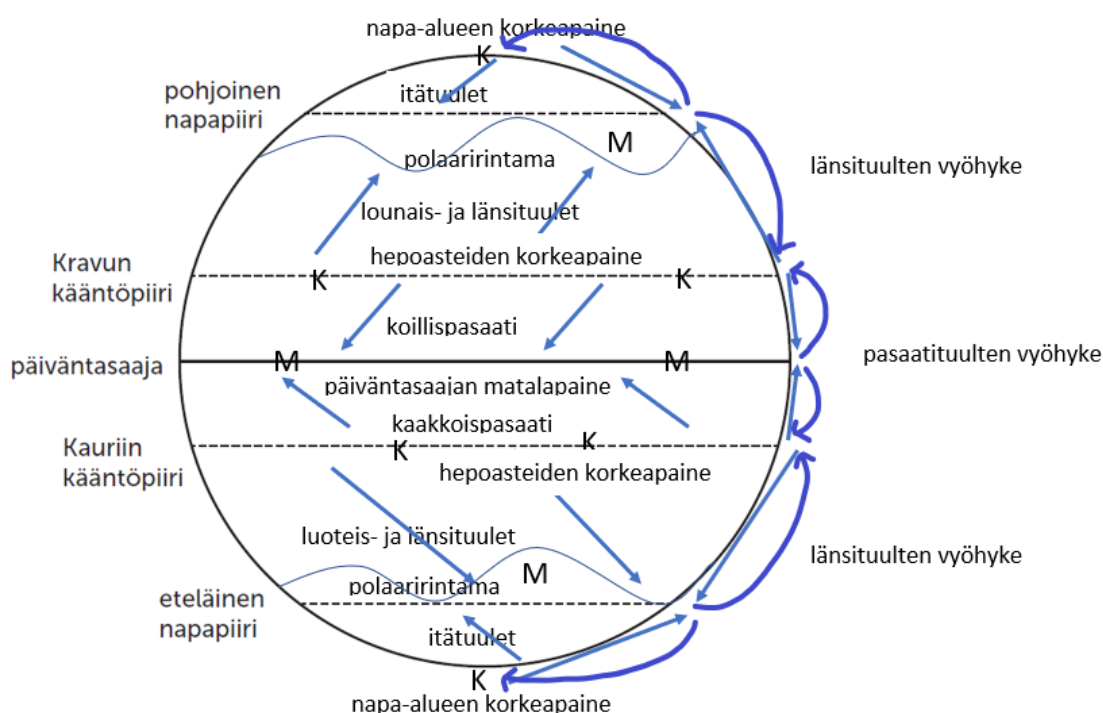 napa-alueen korkeapaine
K
pohjoinen
napapiiri
itätuulet
M
polaaririntama
länsituulten vyöhyke
lounais- ja länsituulet
Kravun
kääntöpiiri
hepoasteiden korkeapaine
K
K
koillispasaati
päiväntasaaja
M
M
pasaatituulten vyöhyke
päiväntasaajan matalapaine
kaakkoispasaati
Kauriin
kääntöpiiri
K
K
hepoasteiden korkeapaine
luoteis- ja länsituulet
länsituulten vyöhyke
M
polaaririntama
eteläinen
napapiiri
itätuulet
K
napa-alueen korkeapaine